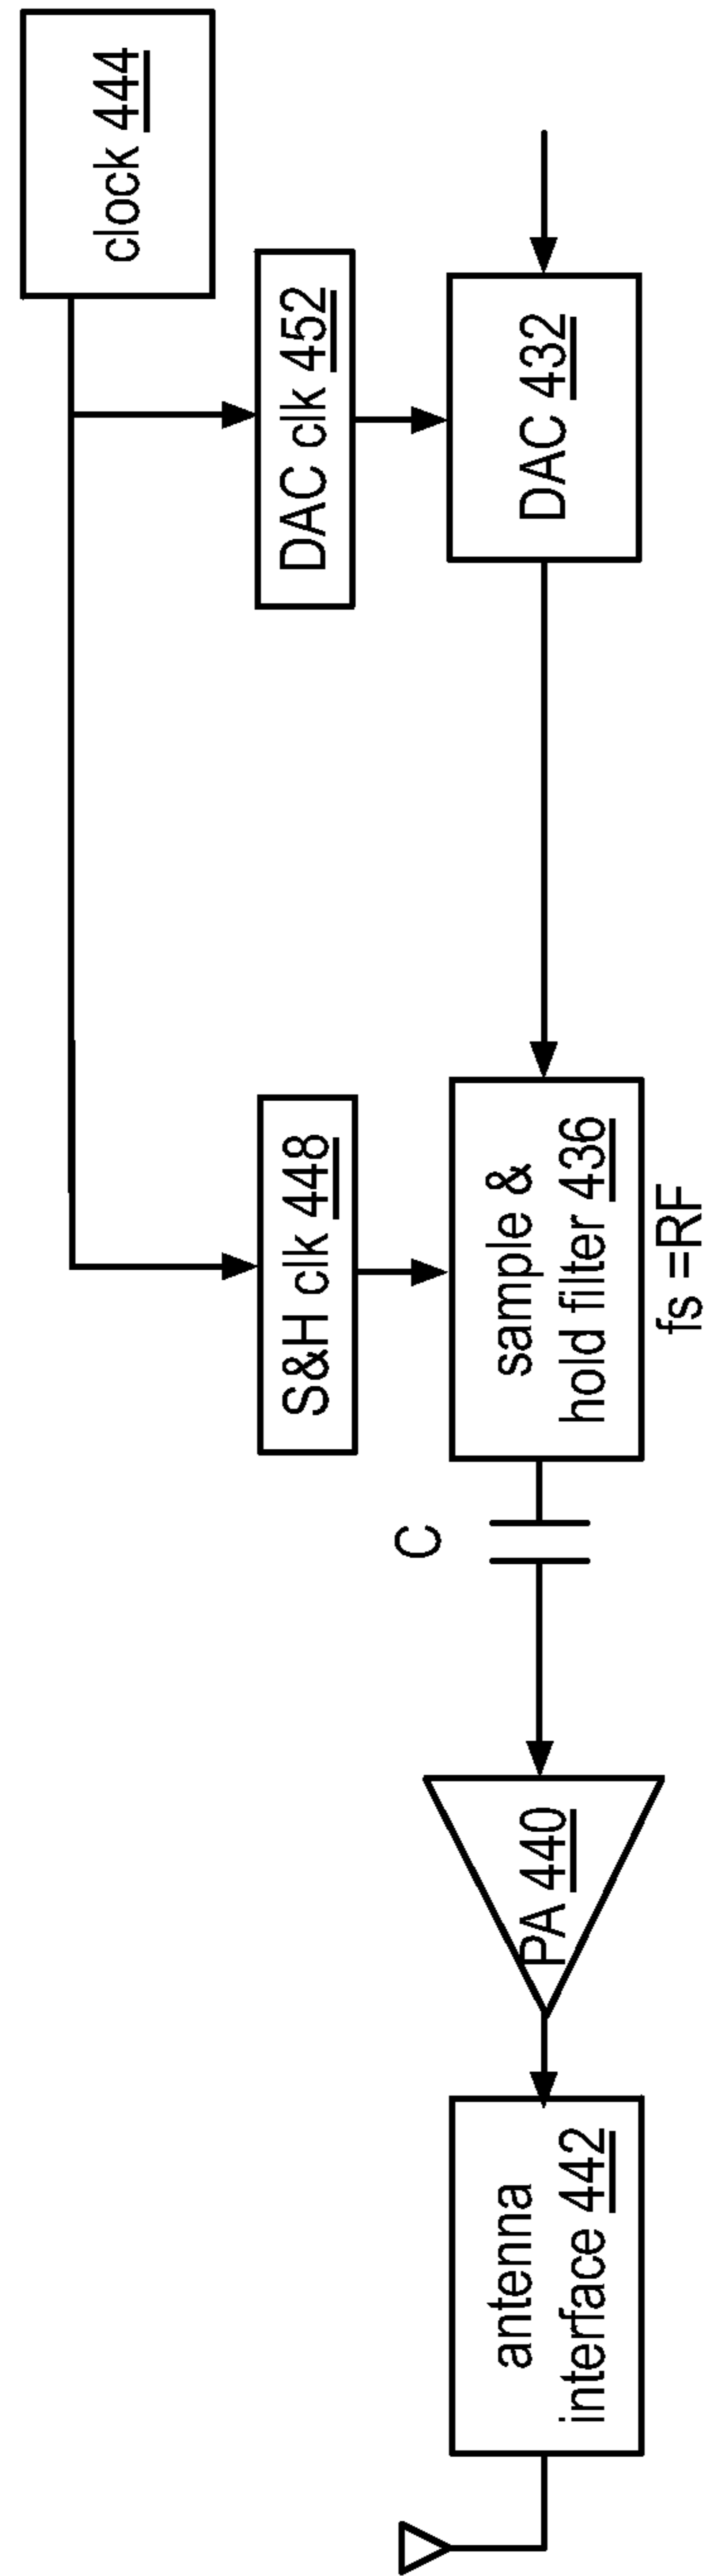 clock 444
DAC clk 452
DAC 432
S&H clk 448
sample &
hold filter 436
fs =RF
C
PA 440
antenna
interface 442